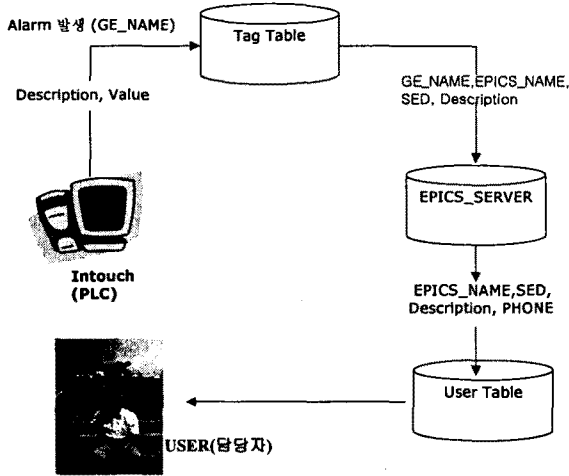 Alarm 발생 (GE_NAME)
Tag Table
Description, Value
GE_NAME,EPICS_NAME,
SED, Description
EPICS_SERVER
Intouch
(PLC)
EPICS_NAME,SED,
Description, PHONE
User Table
USER(담당자)